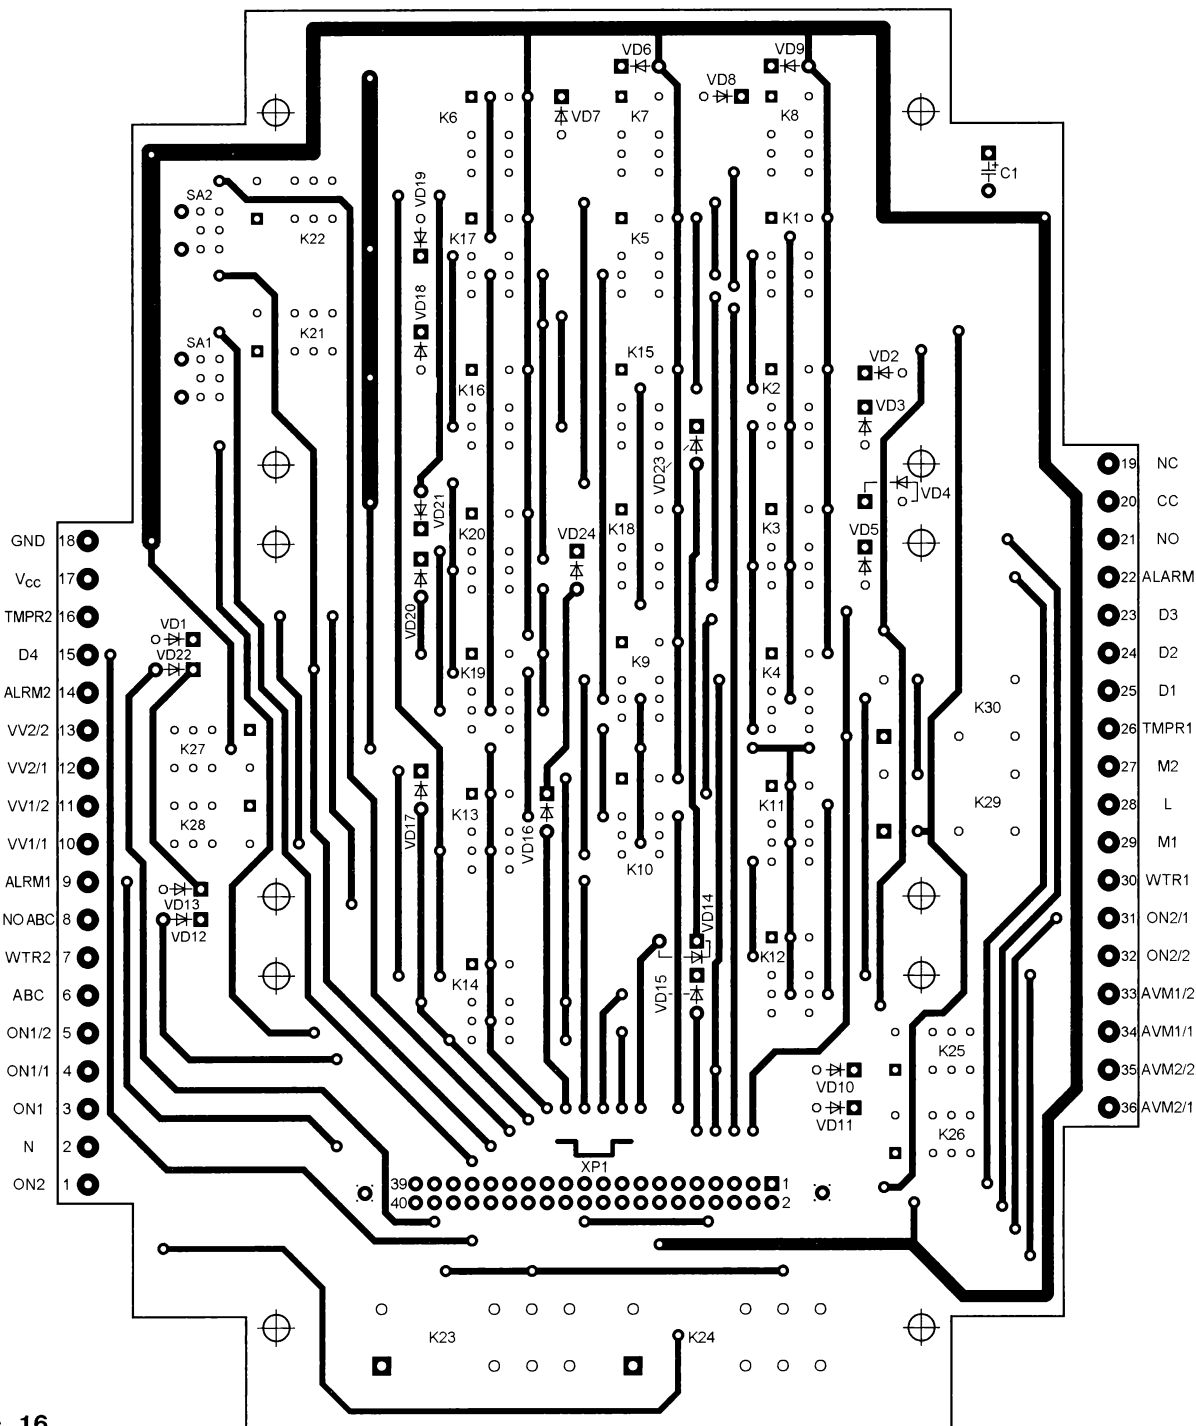 VD6
VD9
VD8
K6
VD7
K7
K8
+
C1
SA2
VD19
K22
K17
K5
K1
VD18
K21
SA1
K15
VD2
K16
K2
VD3
VD23
19 NC
VD4
20 CC
VD21
K20
VD24
K18
K3
VD5
GND 18
21 NO
Vcc 17
22 ALARM
TMPR2 16
VD20
23 D3
VD1
D4 15
VD22
K19
K9
K4
24 D2
ALRM2 14
25 D1
K30
VV2/2 13
26 TMPR1
K27
VV2/1 12
27 M2
VV1/2 11
K28
VD17
K13
VD16
K11
K29
28 L
VV1/1 10
29 M1
K10
ALRM1 9
30 WTR1
VD13
VD14
NO ABC 8
31 ON2/1
VD12
WTR2 7
K12
32 ON2/2
K14
VD15
ABC 6
33 AVM1/2
ON1/2 5
34 AVM1/1
K25
ON1/1 4
VD10
35 AVM2/2
ON1 3
36 AVM2/1
VD11
K26
N 2
XP1
ON2 1
39
1
40
2
K23
K24
16